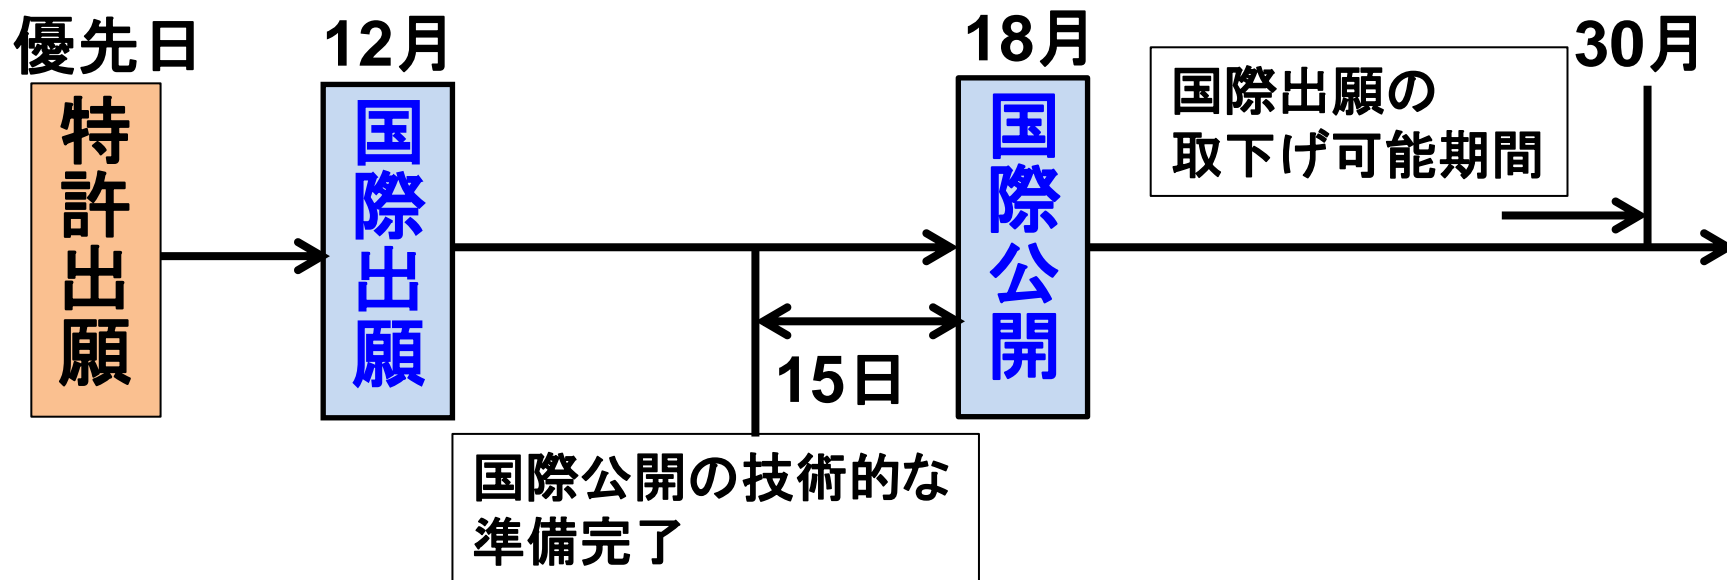 優先日
特許出願
12月
国際出願
15日
国際公開の技術的な
準備完了
18月
国際公開
国際出願の
取下げ可能期間
30月